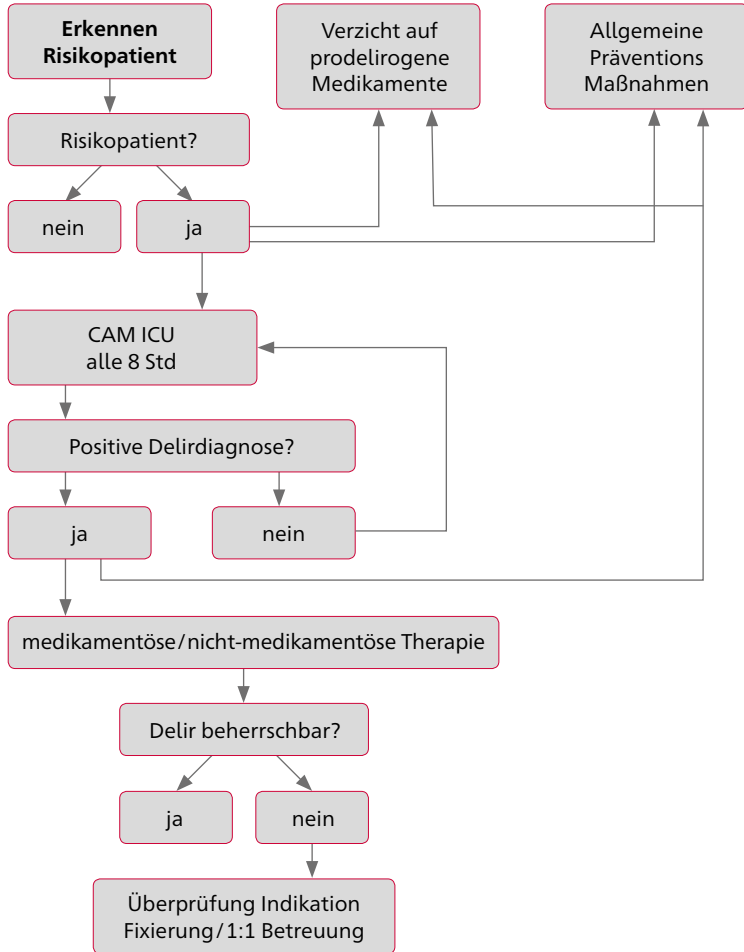 Erkennen
Risikopatient
Verzicht auf
prodelirogene
Medikamente
Allgemeine
Präventions
Maßnahmen
Risikopatient?
nein
ja
CAM ICU
alle 8 Std
Positive Delirdiagnose?
ja
nein
medikamentöse/nicht-medikamentöse Therapie
Delir beherrschbar?
ja
nein
Überprüfung Indikation
Fixierung/1:1 Betreuung